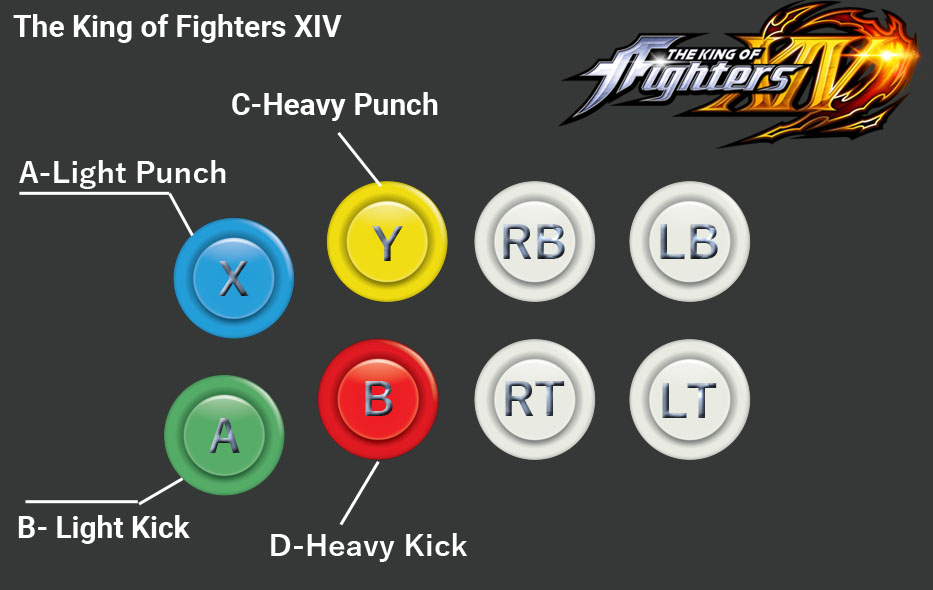 The King of Fighters XIV
THE KING OF
Fighters XIV
C-Heavy Punch
A-Light Punch
X
Y
RB
LB
A
B
RT
LT
B- Light Kick
D-Heavy Kick